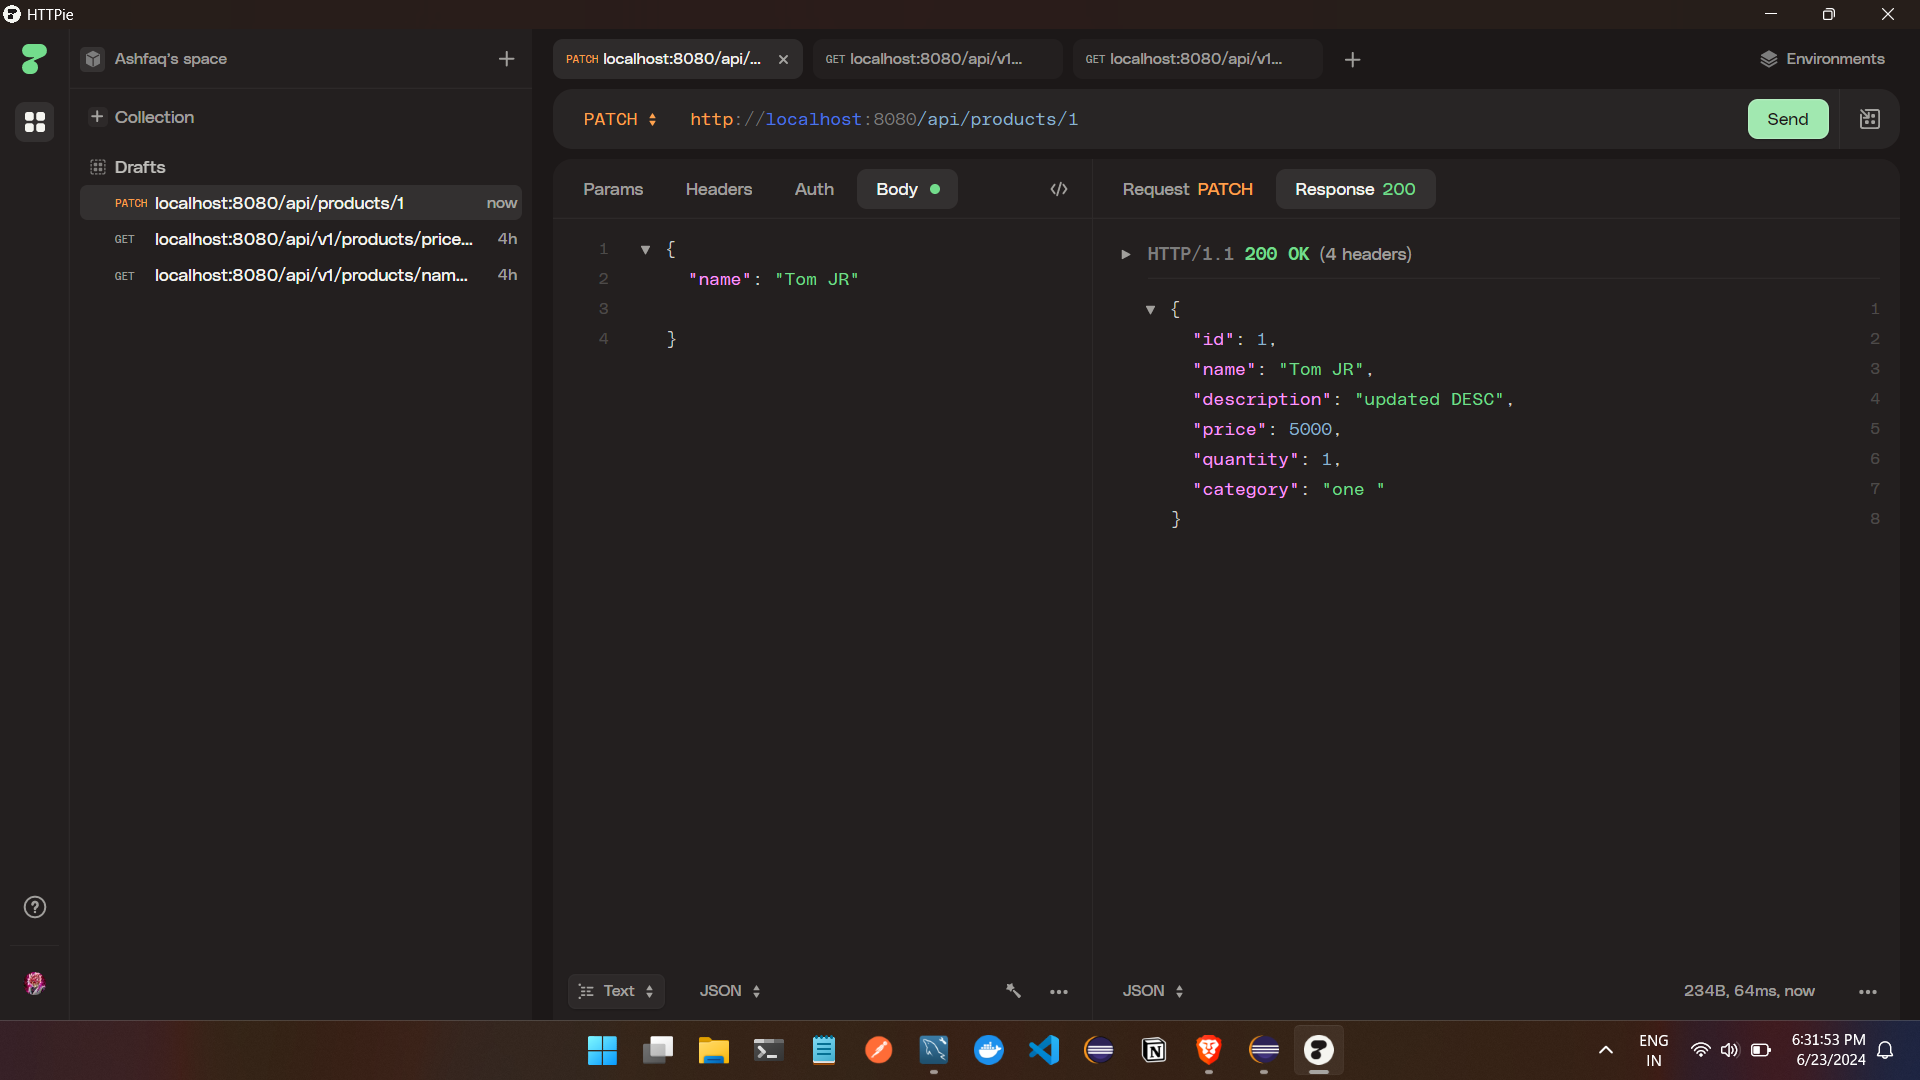 HTTPie
Ashfaq's space
PATCH localhost:8080/api/...
GET localhost:8080/api/v1...
GET localhost:8080/api/v1...
Environments
Collection
PATCH http://localhost:8080/api/products/1
Send
Drafts
PATCH localhost:8080/api/products/1 now
GET localhost:8080/api/v1/products/price... 4h
GET localhost:8080/api/v1/products/nam... 4h
Params Headers Auth Body
1 {
2 "name": "Tom JR"
3
4 }
Text JSON
Request PATCH Response 200
HTTP/1.1 200 OK (4 headers)
{ 1
"id": 1, 2
"name": "Tom JR", 3
"description": "updated DESC", 4
"price": 5000, 5
"quantity": 1, 6
"category": "one " 7
} 8
JSON 234B, 64ms, now
ENG
IN
6:31:53 PM
6/23/2024